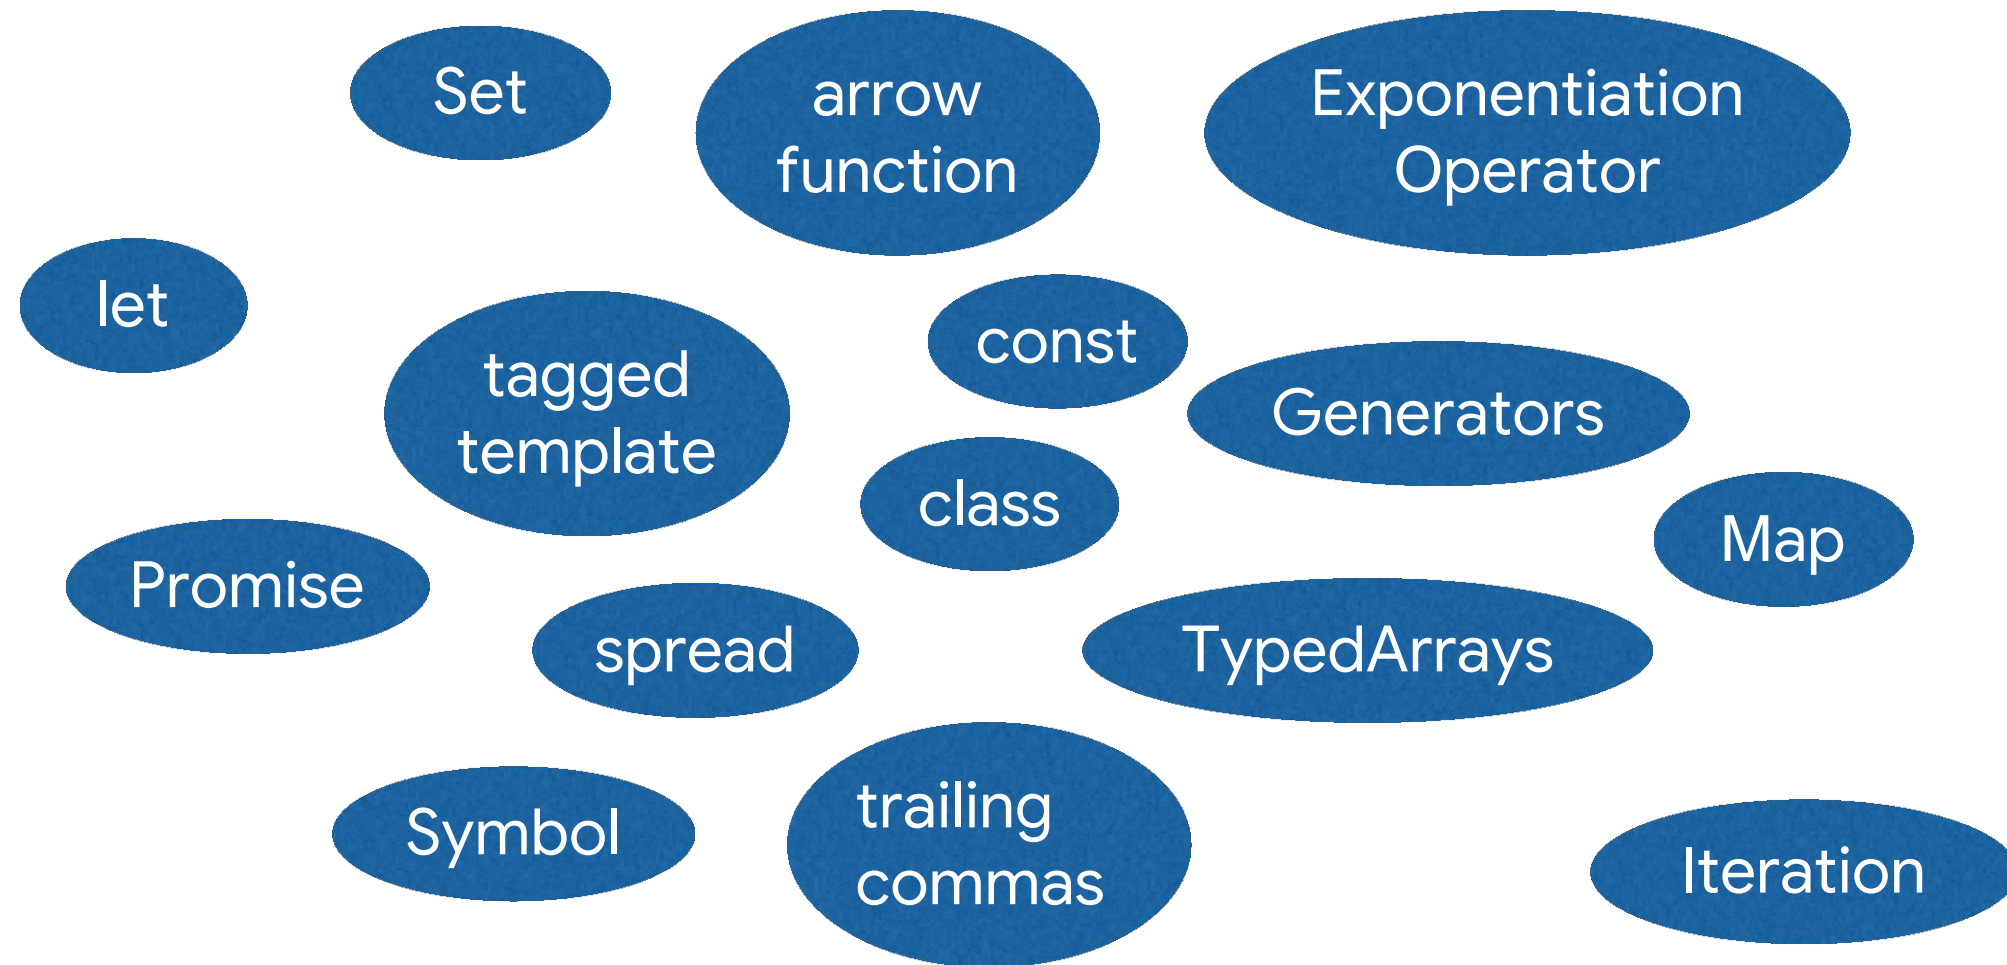 Set
arrow
function
Exponentiation
Operator
let
tagged
template
const
Generators
class
Map
Promise
spread
TypedArrays
Symbol
trailing
commas
Iteration